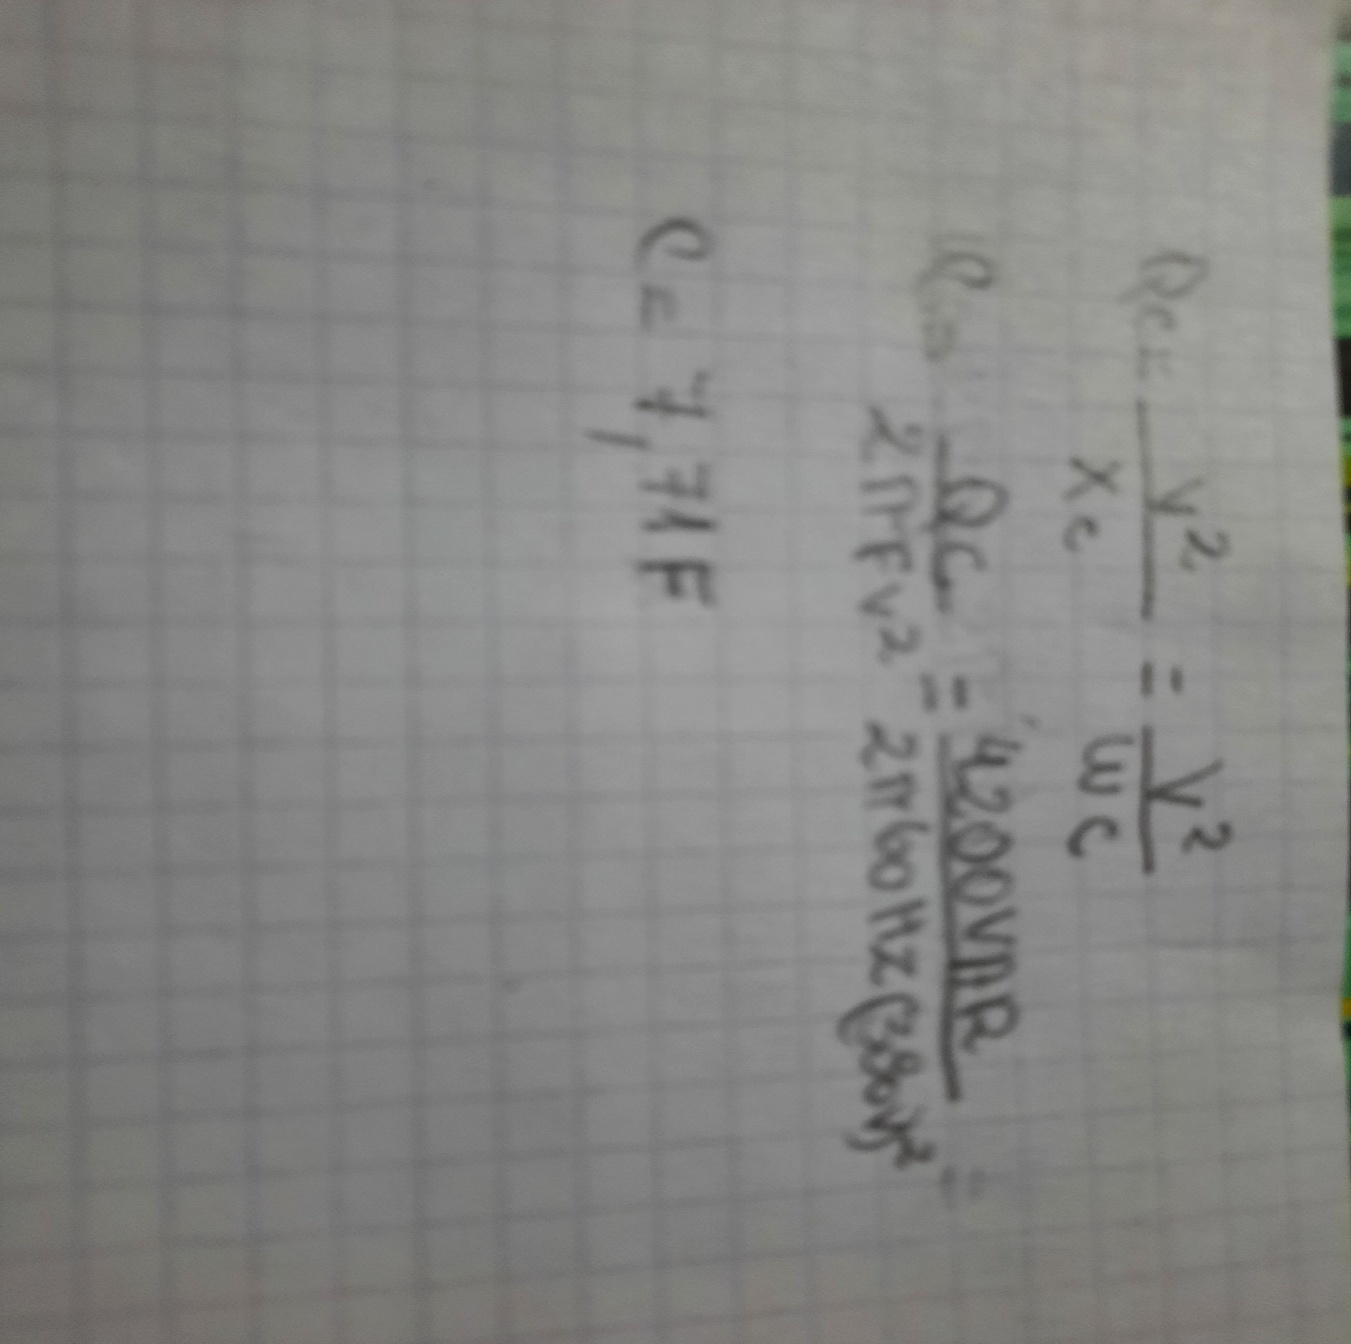 Qc = V² / Xc = V² / ωc
C = Qc / 2πFV² = 4200VAR / 2π60Hz(380V)² =
C = 7,71F